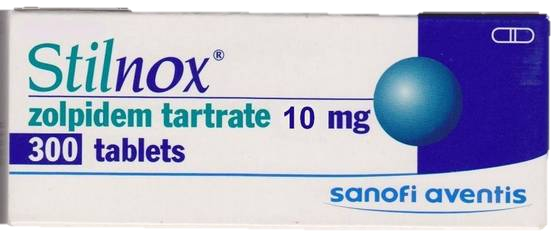 Stilnox®
zolpidem tartrate 10 mg
300 tablets
sanofi aventis